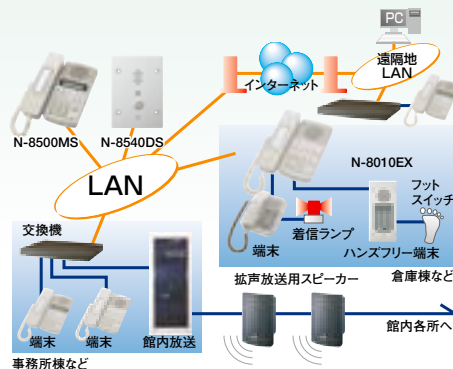 PC
遠隔地
LAN
インターネット
N-8500MS
N-8540DS
LAN
N-8010EX
フット
スイッチ
端末
着信ランプ
ハンズフリー端末
倉庫棟など
交換機
端末
端末
館内放送
事務所棟など
拡声放送用スピーカー
館内各所へ